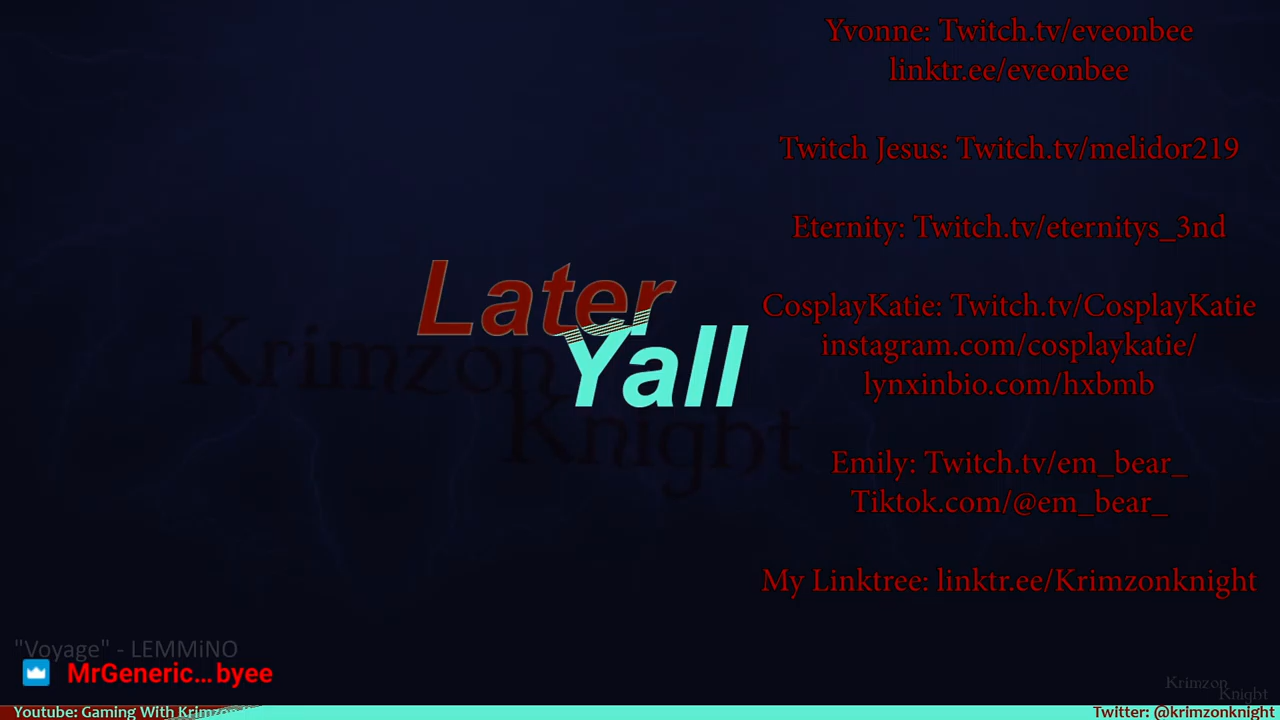 Yvonne: Twitch.tv/eveonbee
linktr.ee/eveonbee
Twitch Jesus: Twitch.tv/melidor219
Eternity: Twitch.tv/eternitys_3nd
CosplayKatie: Twitch.tv/CosplayKatie
instagram.com/cosplaykatie/
lynxinbio.com/hxbmb
Emily: Twitch.tv/em_bear_
Tiktok.com/@em_bear_
My Linktree: linktr.ee/Krimzonknight
Later
Yall
Krimzon
Knight
"Voyage" - LEMMiNO
MrGeneric... byee
Krimzon
Knight
Youtube: Gaming With Krimzon
Twitter: @krimzonknight